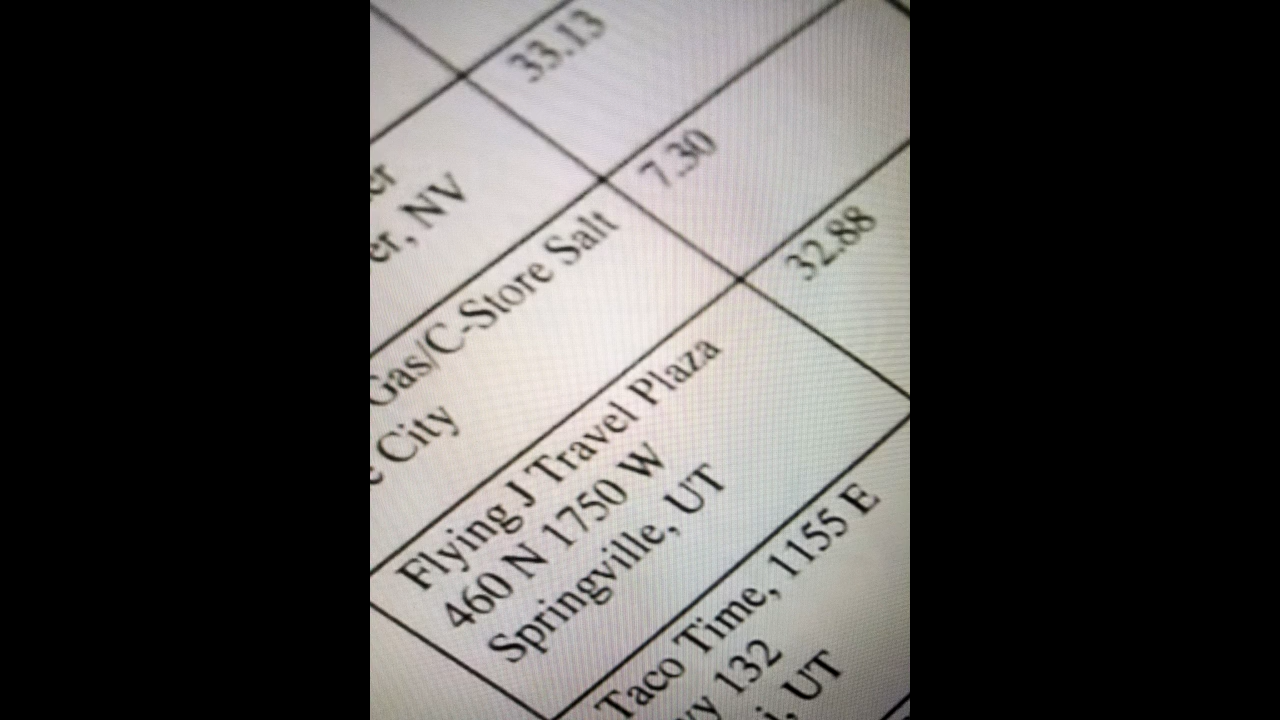 er 33.13
er, NV
Gas/C-Store Salt 7.30
e City
Flying J Travel Plaza 32.88
460 N 1750 W
Springville, UT
Taco Time, 1155 E
wy 132
i, UT